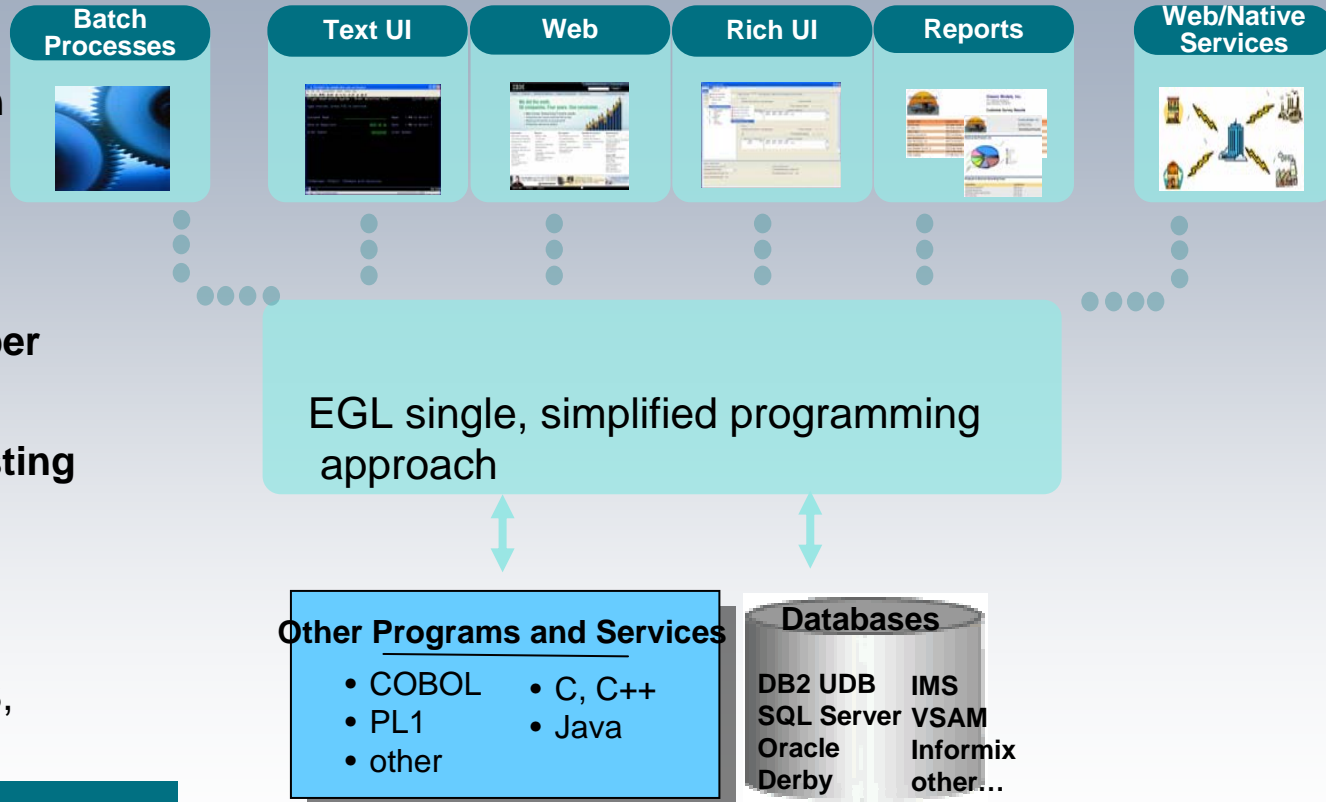 Batch
Processes
Text UI
Web
Rich UI
Reports
Web/Native
Services
IBM
EGL single, simplified programming
approach
Other Programs and Services
• COBOL
• PL1
• other
• C, C++
• Java
Databases
DB2 UDB
SQL Server
Oracle
Derby
IMS
VSAM
Informix
other…